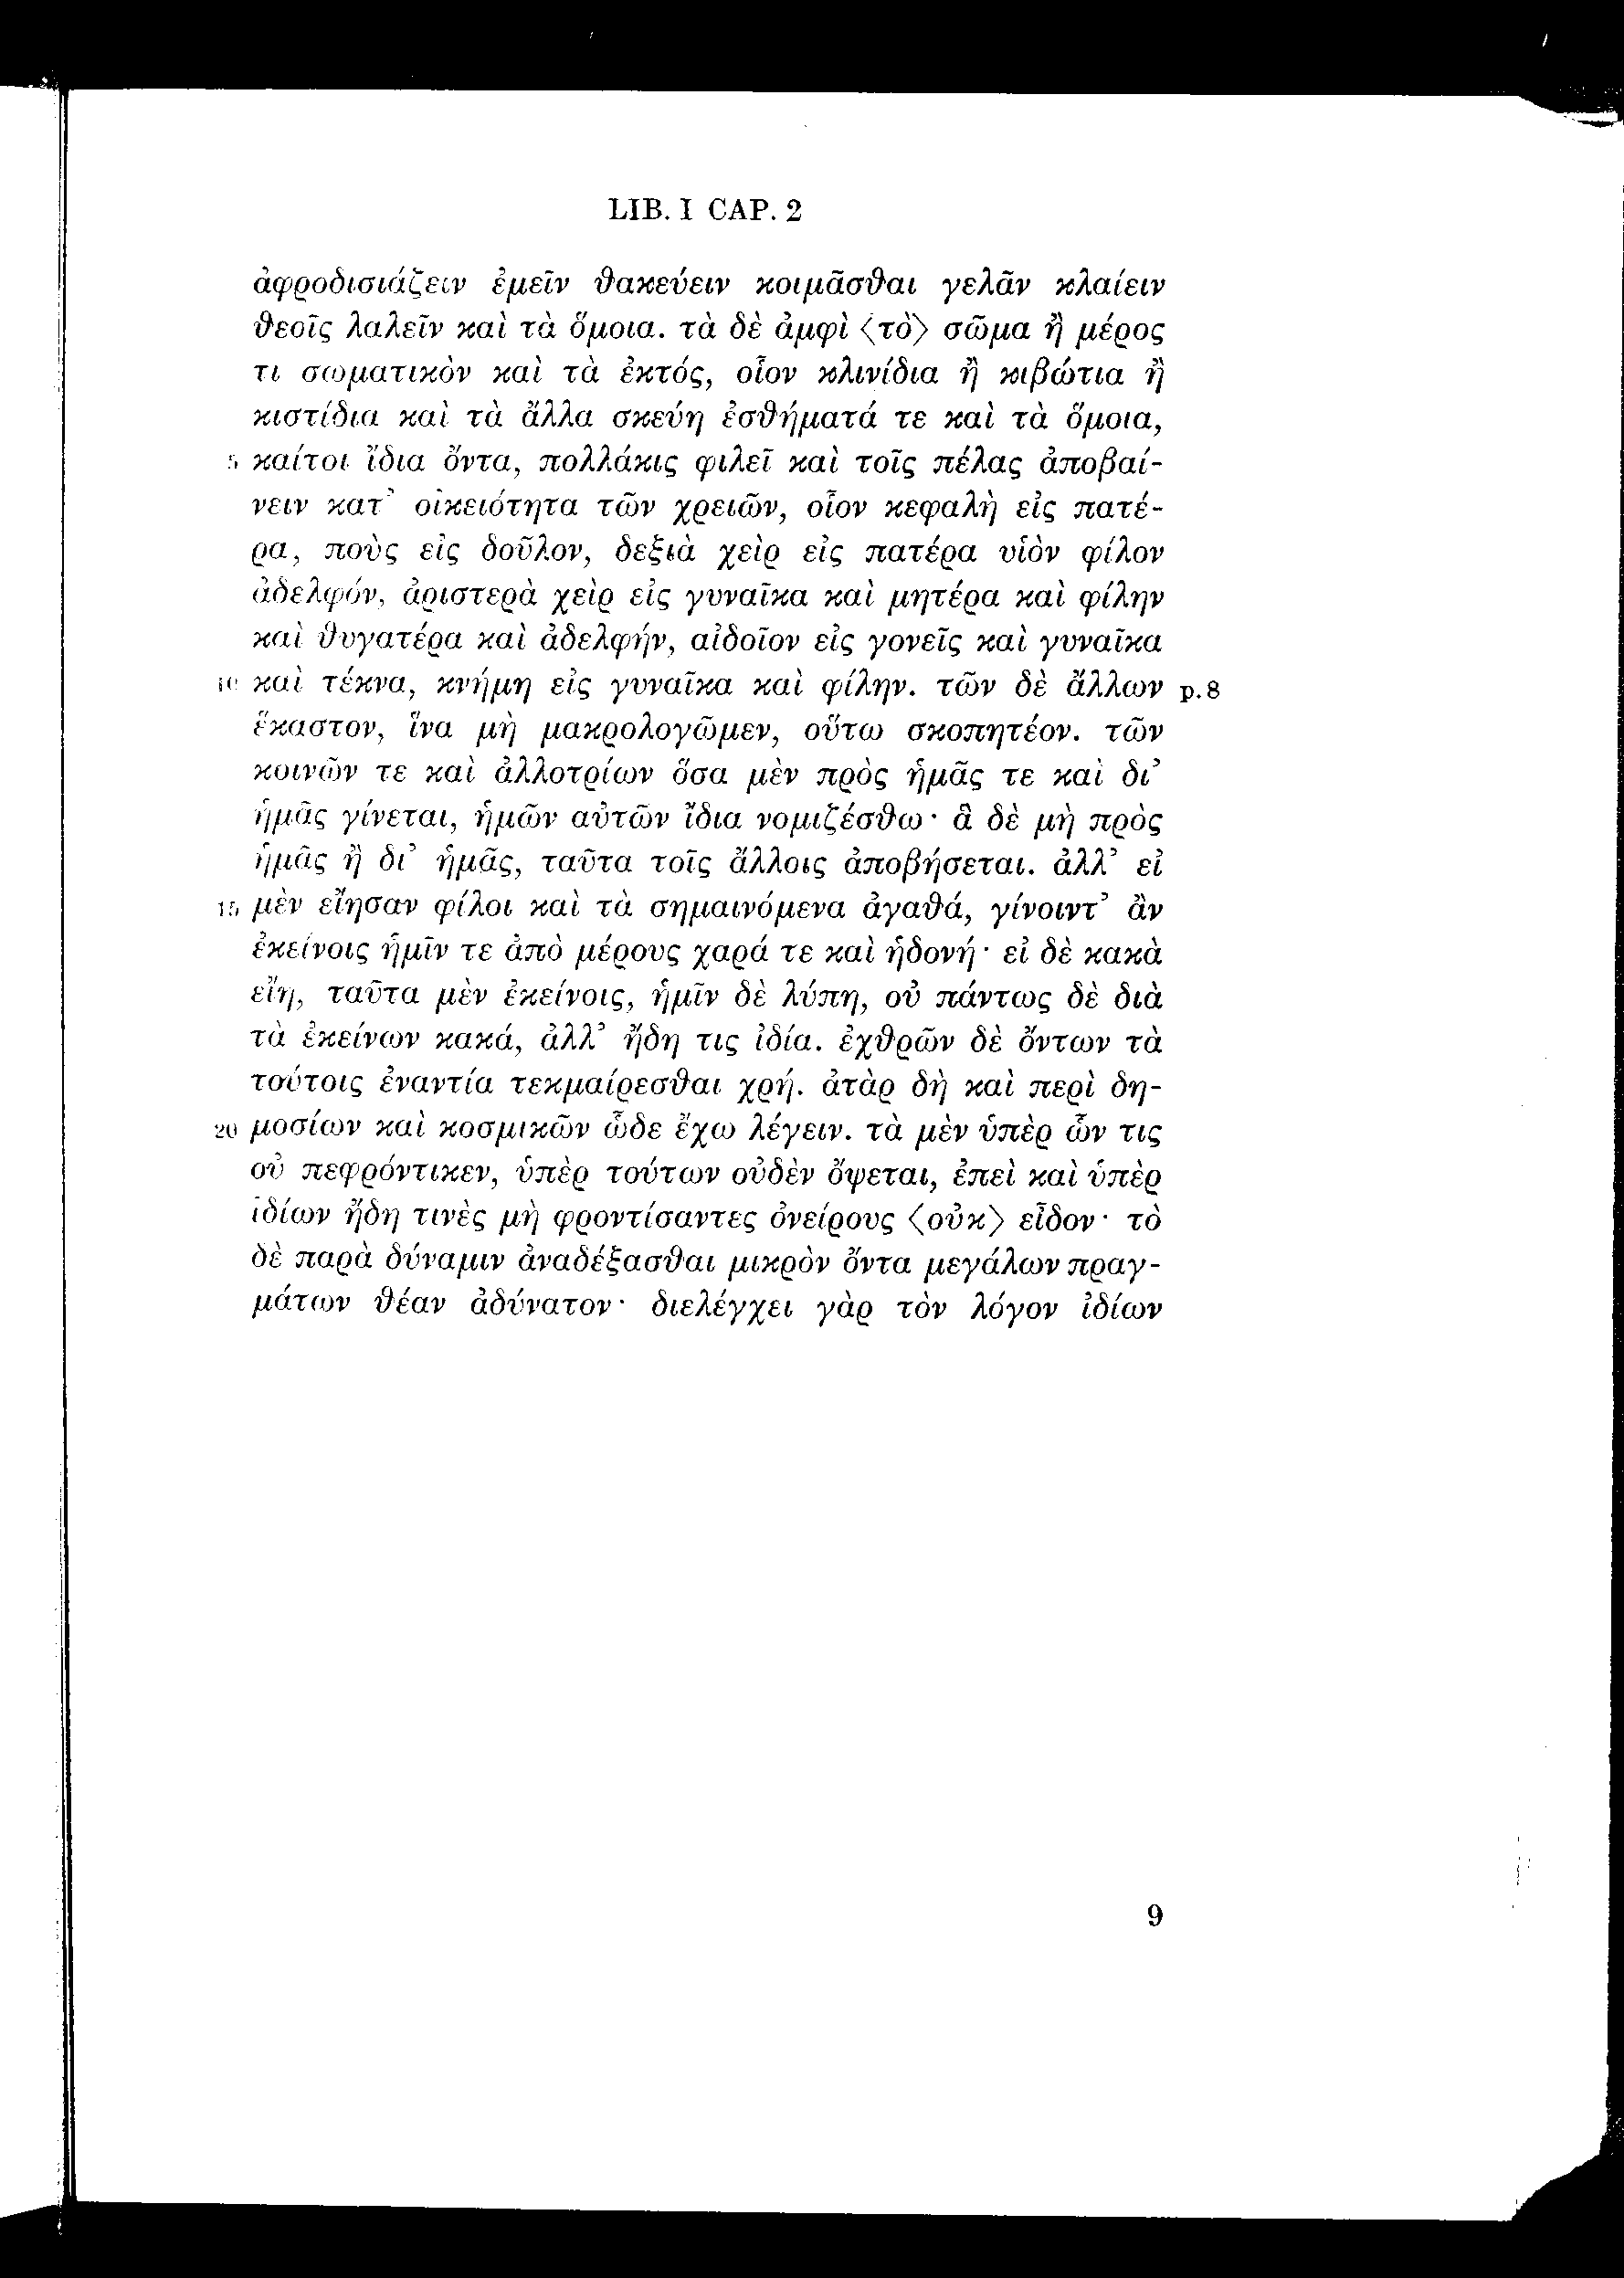 LIB. I CAP. 2
ἀφροδισιάζειν ἐμεῖν θακεύειν κοιμᾶσθαι γελᾶν κλαίειν
θεοῖς λαλεῖν καὶ τὰ ὅμοια. τὰ δὲ ἀμφὶ ⟨τὸ⟩ σῶμα ἢ μέρος
τι σωματικὸν καὶ τὰ ἐκτός, οἷον κλινίδια ἢ κιβώτια ἢ
κιστίδια καὶ τὰ ἄλλα σκεύη ἐσθήματά τε καὶ τὰ ὅμοια,
5 καίτοι ἴδια ὄντα, πολλάκις φιλεῖ καὶ τοῖς πέλας ἀποβαί-
νειν κατ’ οἰκειότητα τῶν χρειῶν, οἷον κεφαλὴ εἰς πατέ-
ρα, ποὺς εἰς δοῦλον, δεξιὰ χεὶρ εἰς πατέρα υἱὸν φίλον
ἀδελφόν, ἀριστερὰ χεὶρ εἰς γυναῖκα καὶ μητέρα καὶ φίλην
καὶ θυγατέρα καὶ ἀδελφήν, αἰδοῖον εἰς γονεῖς καὶ γυναῖκα
10 καὶ τέκνα, κνήμη εἰς γυναῖκα καὶ φίλην. τῶν δὲ ἄλλων p. 8
ἕκαστον, ἵνα μὴ μακρολογῶμεν, οὕτω σκοπητέον. τῶν
κοινῶν τε καὶ ἀλλοτρίων ὅσα μὲν πρὸς ἡμᾶς τε καὶ δι’
ἡμᾶς γίνεται, ἡμῶν αὐτῶν ἴδια νομιζέσθω· ἃ δὲ μὴ πρὸς
ἡμᾶς ἢ δι’ ἡμᾶς, ταῦτα τοῖς ἄλλοις ἀποβήσεται. ἀλλ’ εἰ
15 μὲν εἴησαν φίλοι καὶ τὰ σημαινόμενα ἀγαθά, γίνοιντ’ ἂν
ἐκείνοις ἡμῖν τε ἀπὸ μέρους χαρά τε καὶ ἡδονή· εἰ δὲ κακὰ
εἴη, ταῦτα μὲν ἐκείνοις, ἡμῖν δὲ λύπη, οὐ πάντως δὲ διὰ
τὰ ἐκείνων κακά, ἀλλ’ ἤδη τις ἰδία. ἐχθρῶν δὲ ὄντων τὰ
τούτοις ἐναντία τεκμαίρεσθαι χρή. ἀτὰρ δὴ καὶ περὶ δη-
20 μοσίων καὶ κοσμικῶν ὧδε ἔχω λέγειν. τὰ μὲν ὑπὲρ ὧν τις
οὐ πεφρόντικεν, ὑπὲρ τούτων οὐδὲν ὄψεται, ἐπεὶ καὶ ὑπὲρ
ἰδίων ἤδη τινὲς μὴ φροντίσαντες ὀνείρους ⟨οὐκ⟩ εἶδον· τὸ
δὲ παρὰ δύναμιν ἀναδέξασθαι μικρὸν ὄντα μεγάλων πραγ-
μάτων θέαν ἀδύνατον· διελέγχει γὰρ τὸν λόγον ἰδίων
9